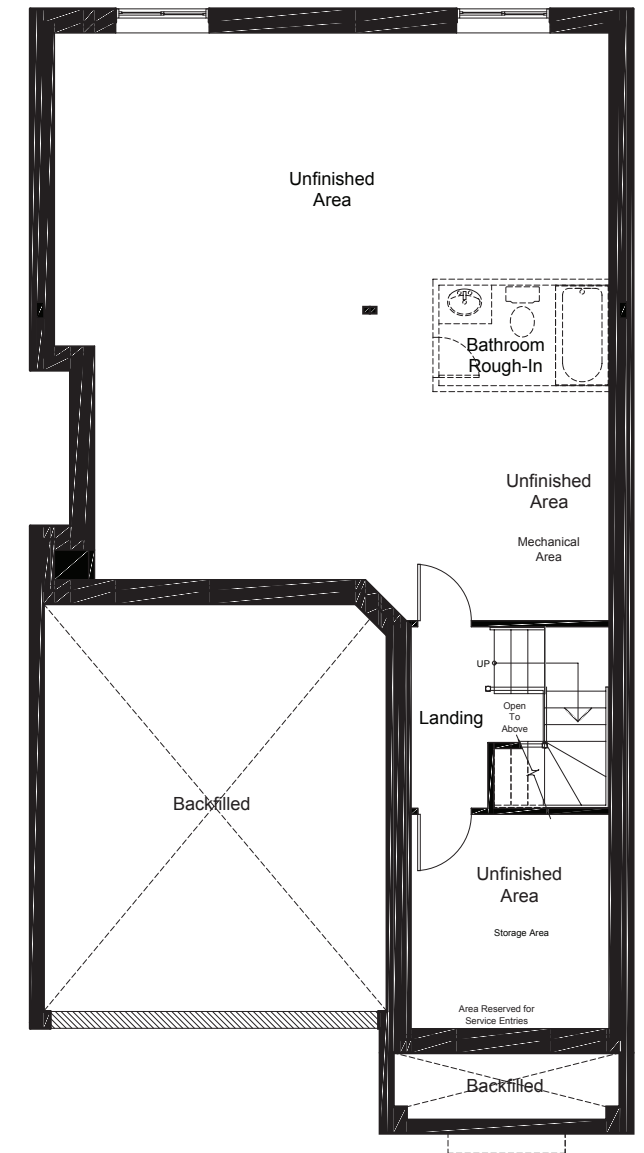 Unfinished
Area
Bathroom
Rough-In
Unfinished
Area
Mechanical
Area
UP
Open
To
Above
Landing
Backfilled
Unfinished
Area
Storage Area
Area Reserved for
Service Entries
Backfilled